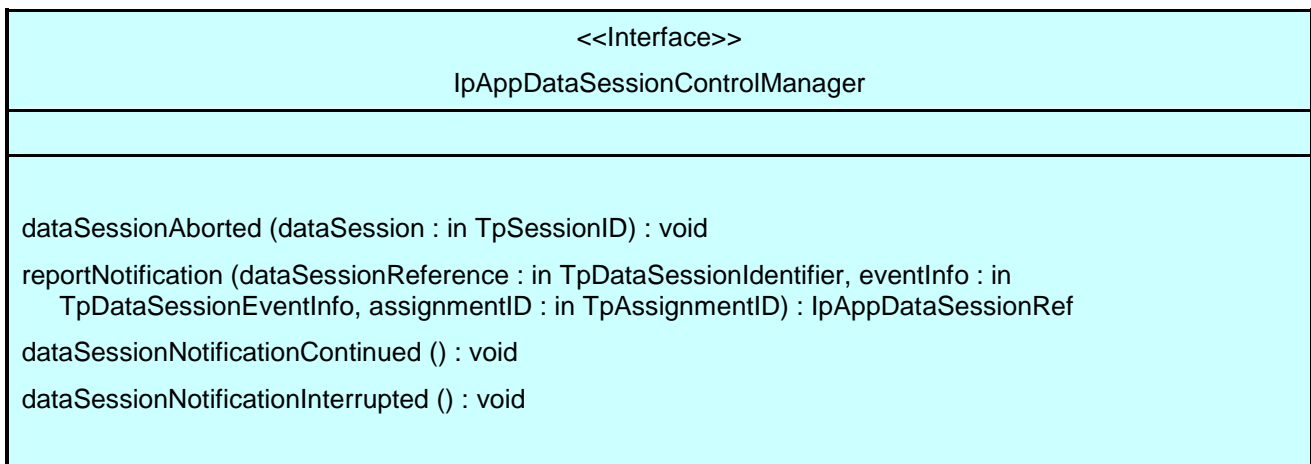 <<Interface>>
IpAppDataSessionControlManager
dataSessionAborted (dataSession : in TpSessionID) : void
reportNotification (dataSessionReference : in TpDataSessionIdentifier, eventInfo : in
TpDataSessionEventInfo, assignmentID : in TpAssignmentID) : IpAppDataSessionRef
dataSessionNotificationContinued () : void
dataSessionNotificationInterrupted () : void